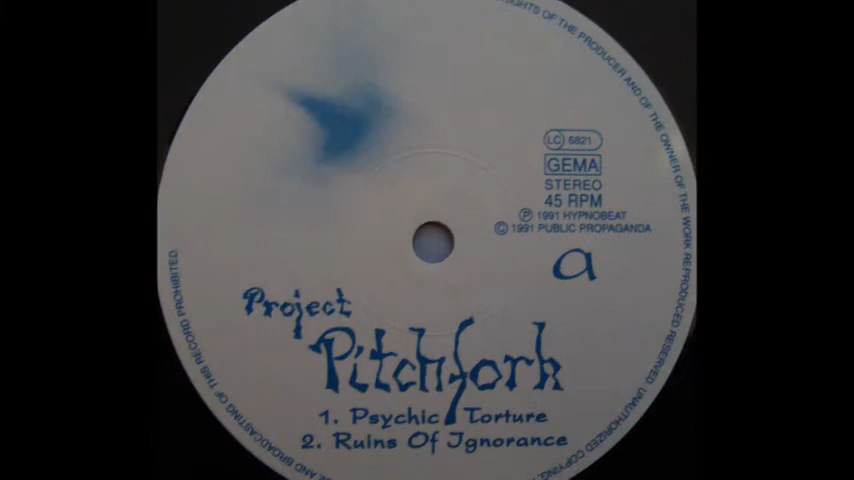 RIGHTS OF THE PRODUCER AND OF THE OWNER OF THE WORK REPRODUCED RESERVED. UNAUTHORIZED COPYING,
AND BROADCASTING OF THIS RECORD PROHIBITED.
LC 6821
GEMA
STEREO
45 RPM
Ⓟ 1991 HYPNOBEAT
© 1991 PUBLIC PROPAGANDA
a
Project
Pitchfork
1. Psychic Torture
2. Ruins Of Ignorance